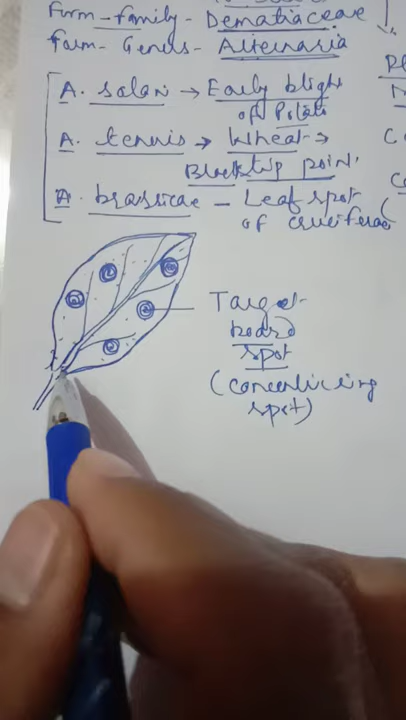 Form-family- Dematiaceae
Form- Genus- Alternaria
A. solani → Early blight
of Potato
A. tenuis → Wheat →
Black tip point.
A. brassicae - Leaf spot
of cruciferae
Target
board
spot
(concentric ring
spot)